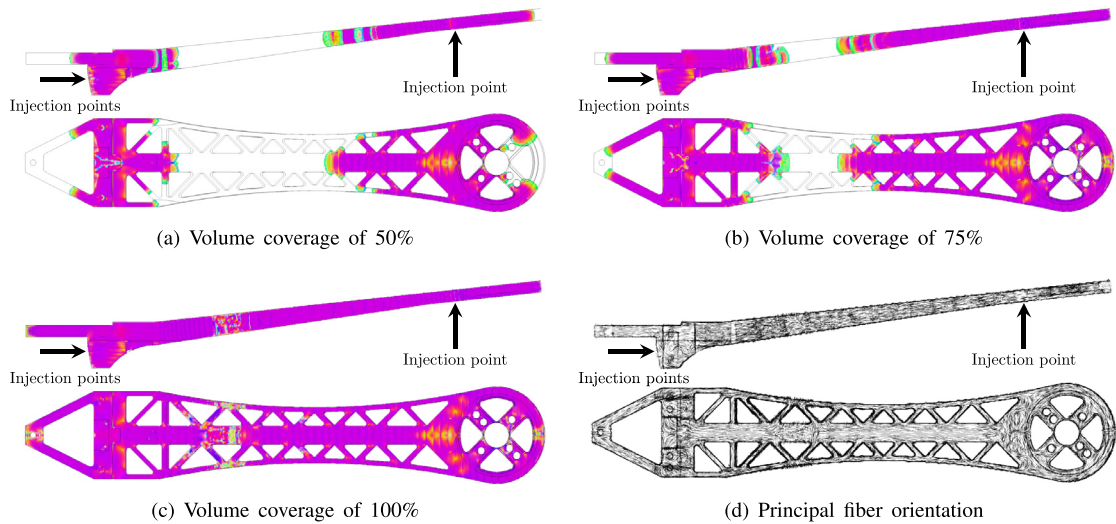 Injection points
Injection point
Injection points
Injection point
(a) Volume coverage of 50%
(b) Volume coverage of 75%
Injection points
Injection point
Injection points
Injection point
(c) Volume coverage of 100%
(d) Principal fiber orientation